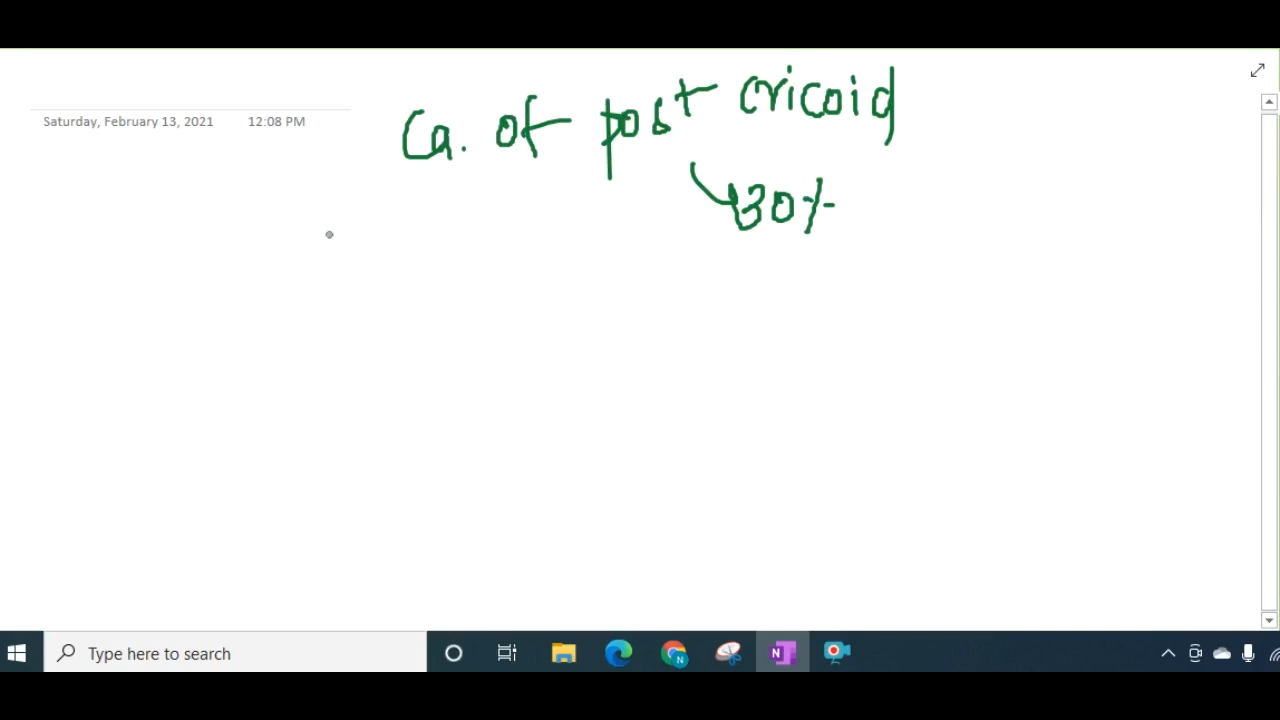 Ca. of post cricoid
Saturday, February 13, 2021 12:08 PM
30%
Type here to search